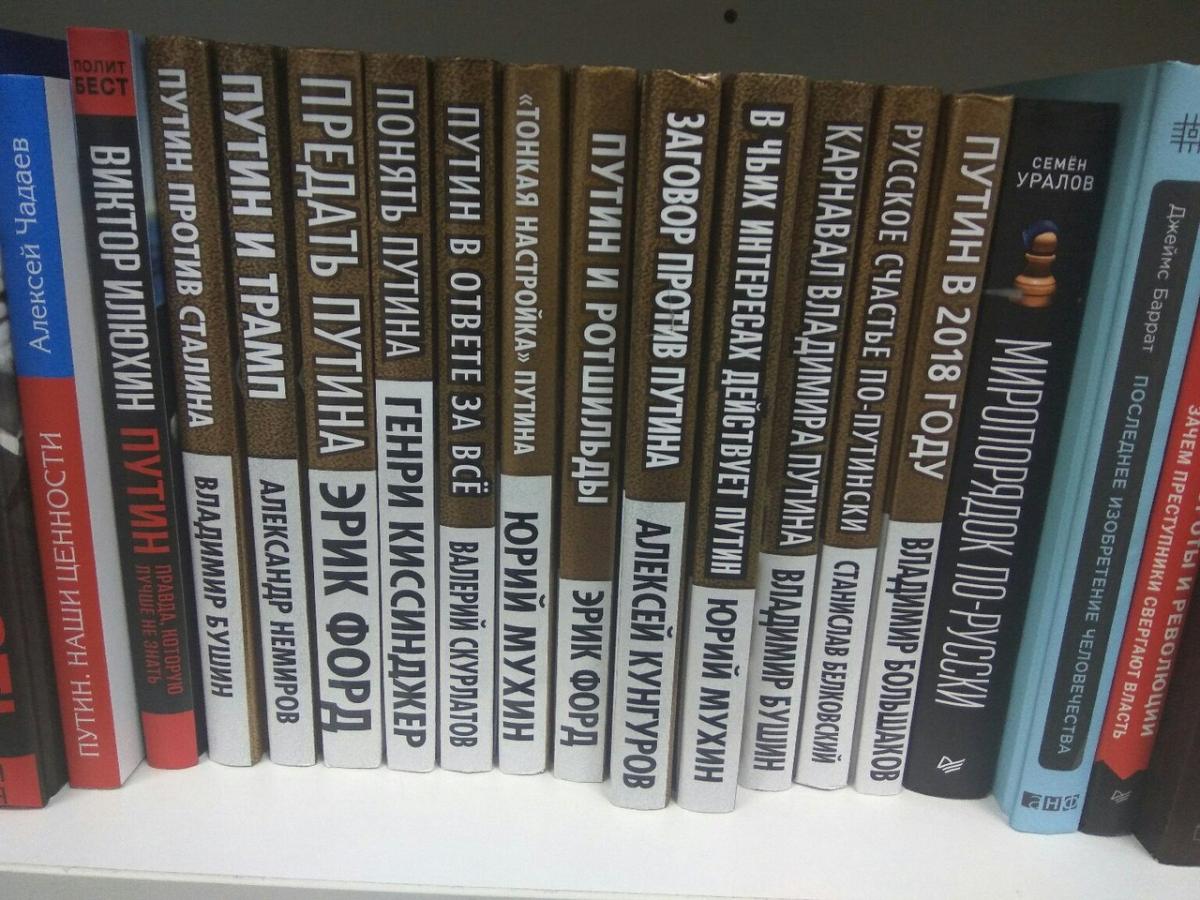 Алексей Чадаев
ПУТИН. НАШИ ЦЕННОСТИ
ПОЛИТ
БЕСТ
ВИКТОР ИЛЮХИН
ПУТИН
ПРАВДА, КОТОРУЮ
ЛУЧШЕ НЕ ЗНАТЬ
ПУТИН ПРОТИВ СТАЛИНА
ВЛАДИМИР БУШИН
ПУТИН И ТРАМП
АЛЕКСАНДР НЕМИРОВ
ПРЕДАТЬ ПУТИНА
ЭРИК ФОРД
ПОНЯТЬ ПУТИНА
ГЕНРИ КИССИНДЖЕР
ПУТИН В ОТВЕТЕ ЗА ВСЁ
ВАЛЕРИЙ СКУРЛАТОВ
«ТОНКАЯ НАСТРОЙКА» ПУТИНА
ЮРИЙ МУХИН
ПУТИН И РОТШИЛЬДЫ
ЭРИК ФОРД
ЗАГОВОР ПРОТИВ ПУТИНА
АЛЕКСЕЙ КУНГУРОВ
В ЧЬИХ ИНТЕРЕСАХ ДЕЙСТВУЕТ ПУТИН
ЮРИЙ МУХИН
КАРНАВАЛ ВЛАДИМИРА ПУТИНА
ВЛАДИМИР БУШИН
РУССКОЕ СЧАСТЬЕ ПО-ПУТИНСКИ
СТАНИСЛАВ БЕЛКОВСКИЙ
ПУТИН В 2018 ГОДУ
ВЛАДИМИР БОЛЬШАКОВ
СЕМЁН
УРАЛОВ
МИРОПОРЯДОК ПО-РУССКИ
Джеймс Баррат
ПОСЛЕДНЕЕ ИЗОБРЕТЕНИЕ ЧЕЛОВЕЧЕСТВА
анф
И РЕВОЛЮЦИИ
ЗАЧЕМ ПРЕСТУПНИКИ СВЕРГАЮТ ВЛАСТЬ